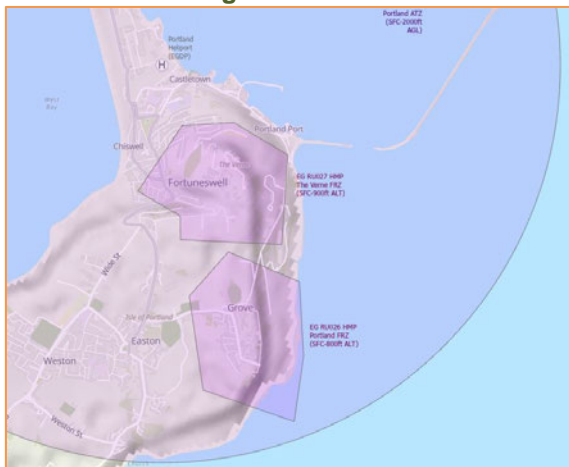 Portland ATZ
(SFC-2000ft
AGL)
Portland
Heliport
(EGDP)
H
Castletown
West
Bay
Portland Port
Chiswell
The Verne
Fortuneswell
EG RU027 HMP
The Verne FRZ
(SFC-900ft ALT)
Wide St
Grove
Isle of Portland
EG RU026 HMP
Portland FRZ
(SFC-800ft ALT)
Easton
Weston
Weston St